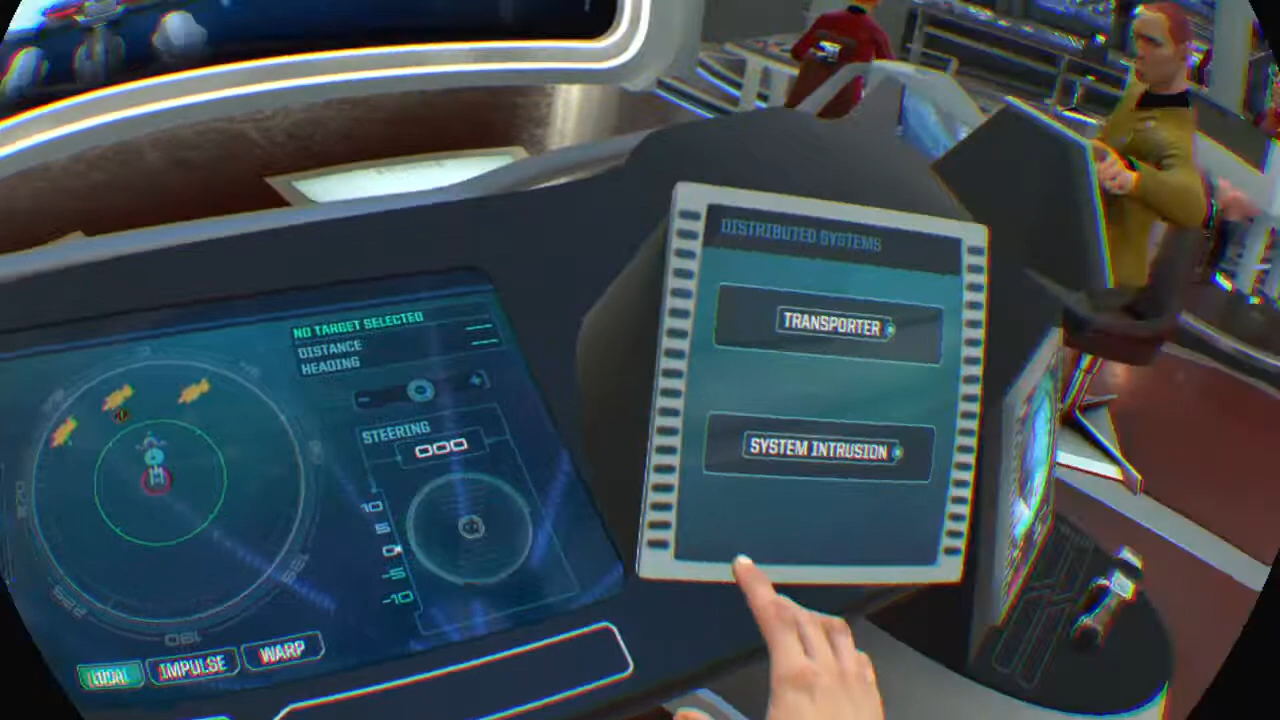 NO TARGET SELECTED
DISTANCE
HEADING
STEERING
000
10
5
0
-5
-10
LOCAL
IMPULSE
WARP
DISTRIBUTED SYSTEMS
TRANSPORTER
SYSTEM INTRUSION